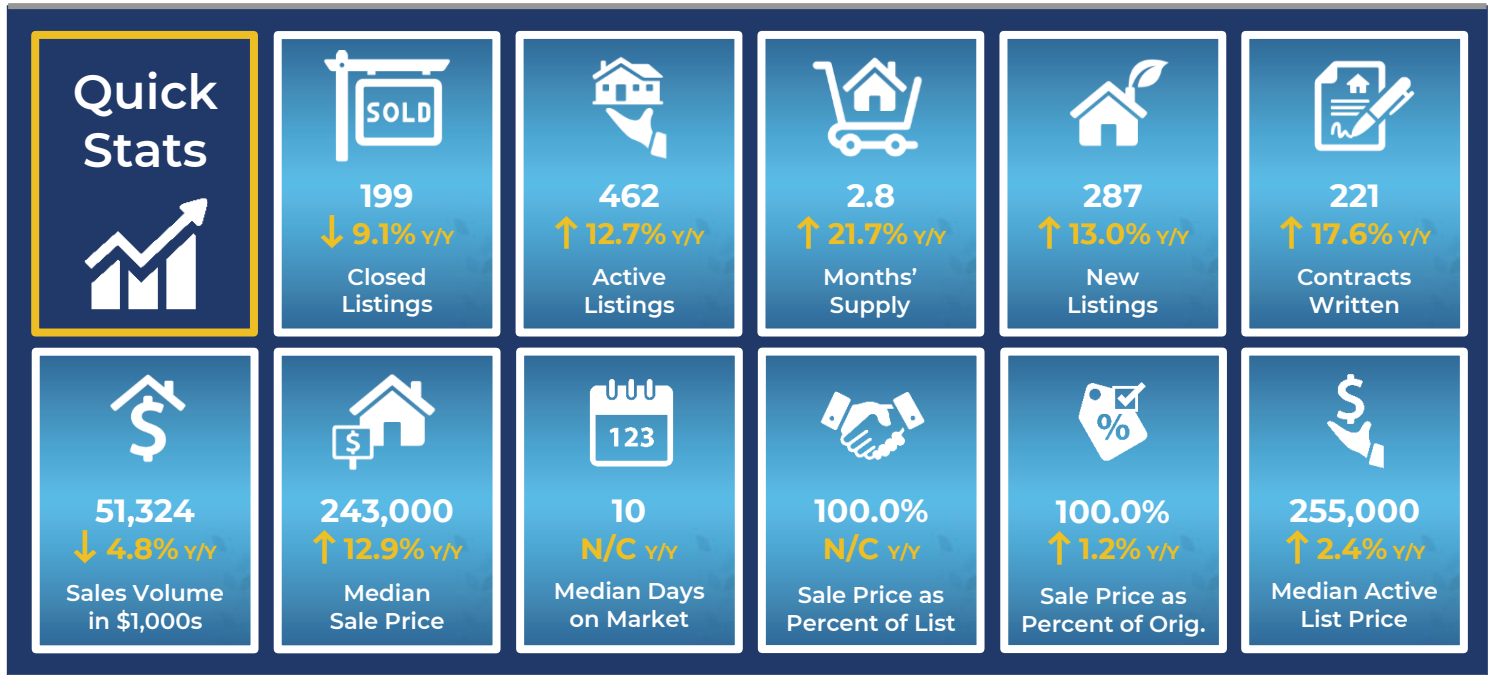 Quick
Stats
SOLD
199
↓ 9.1% Y/Y
Closed
Listings
462
↑ 12.7% Y/Y
Active
Listings
2.8
↑ 21.7% Y/Y
Months’
Supply
287
↑ 13.0% Y/Y
New
Listings
221
↑ 17.6% Y/Y
Contracts
Written
$
51,324
↓ 4.8% Y/Y
Sales Volume
in $1,000s
$
243,000
↑ 12.9% Y/Y
Median
Sale Price
123
10
N/C Y/Y
Median Days
on Market
100.0%
N/C Y/Y
Sale Price as
Percent of List
%
100.0%
↑ 1.2% Y/Y
Sale Price as
Percent of Orig.
$
255,000
↑ 2.4% Y/Y
Median Active
List Price